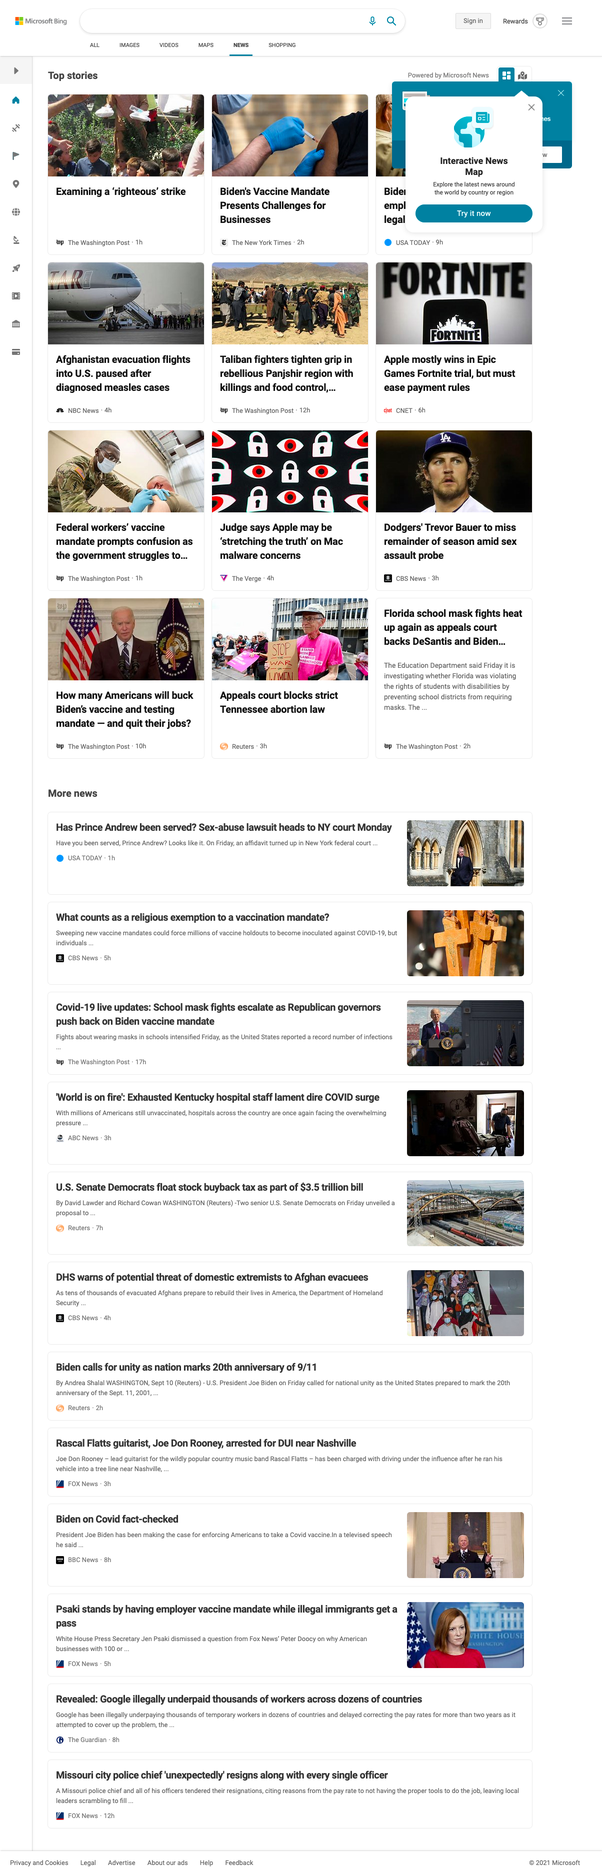 Microsoft Bing
Sign in
Rewards
ALL
IMAGES
VIDEOS
MAPS
NEWS
SHOPPING
Top stories
Powered by Microsoft News
Interactive News
Map
Explore the latest news around
the world by country or region
Try it now
Examining a ‘righteous’ strike
The Washington Post · 1h
Biden's Vaccine Mandate
Presents Challenges for
Businesses
The New York Times · 2h
Biden
empl
legal
USA TODAY · 9h
FORTNITE
FORTNITE
Afghanistan evacuation flights
into U.S. paused after
diagnosed measles cases
NBC News · 4h
Taliban fighters tighten grip in
rebellious Panjshir region with
killings and food control,...
The Washington Post · 12h
Apple mostly wins in Epic
Games Fortnite trial, but must
ease payment rules
CNET · 6h
Federal workers’ vaccine
mandate prompts confusion as
the government struggles to...
The Washington Post · 1h
Judge says Apple may be
‘stretching the truth’ on Mac
malware concerns
The Verge · 4h
Dodgers' Trevor Bauer to miss
remainder of season amid sex
assault probe
CBS News · 3h
How many Americans will buck
Biden’s vaccine and testing
mandate — and quit their jobs?
The Washington Post · 10h
STOP
Appeals court blocks strict
Tennessee abortion law
Reuters · 3h
Florida school mask fights heat
up again as appeals court
backs DeSantis and Biden...
The Education Department said Friday it is
investigating whether Florida was violating
the rights of students with disabilities by
preventing school districts from requiring
masks. The ...
The Washington Post · 2h
More news
Has Prince Andrew been served? Sex-abuse lawsuit heads to NY court Monday
Have you been served, Prince Andrew? Looks like it. On Friday, an affidavit turned up in New York federal court ...
USA TODAY · 1h
What counts as a religious exemption to a vaccination mandate?
Sweeping new vaccine mandates could force millions of vaccine holdouts to become inoculated against COVID-19, but
individuals ...
CBS News · 5h
Covid-19 live updates: School mask fights escalate as Republican governors
push back on Biden vaccine mandate
Fights about wearing masks in schools intensified Friday, as the United States reported a record number of infections
...
The Washington Post · 17h
'World is on fire': Exhausted Kentucky hospital staff lament dire COVID surge
With millions of Americans still unvaccinated, hospitals across the country are once again facing the overwhelming
pressure ...
ABC News · 3h
U.S. Senate Democrats float stock buyback tax as part of $3.5 trillion bill
By David Lawder and Richard Cowan WASHINGTON (Reuters) -Two senior U.S. Senate Democrats on Friday unveiled a
proposal to ...
Reuters · 7h
DHS warns of potential threat of domestic extremists to Afghan evacuees
As tens of thousands of evacuated Afghans prepare to rebuild their lives in America, the Department of Homeland
Security ...
CBS News · 4h
Biden calls for unity as nation marks 20th anniversary of 9/11
By Andrea Shalal WASHINGTON, Sept 10 (Reuters) - U.S. President Joe Biden on Friday called for national unity as the United States prepared to mark the 20th
anniversary of the Sept. 11, 2001, ...
Reuters · 2h
Rascal Flatts guitarist, Joe Don Rooney, arrested for DUI near Nashville
Joe Don Rooney – lead guitarist for the wildly popular country music band Rascal Flatts – has been charged with driving under the influence after he ran his
vehicle into a tree line near Nashville, ...
FOX News · 3h
Biden on Covid fact-checked
President Joe Biden has been making the case for enforcing Americans to take a Covid vaccine.In a televised speech
he said ...
BBC News · 8h
Psaki stands by having employer vaccine mandate while illegal immigrants get a
pass
White House Press Secretary Jen Psaki dismissed a question from Fox News' Peter Doocy on why American
businesses with 100 or ...
FOX News · 5h
Revealed: Google illegally underpaid thousands of workers across dozens of countries
Google has been illegally underpaying thousands of temporary workers in dozens of countries and delayed correcting the pay rates for more than two years as it
attempted to cover up the problem, the ...
The Guardian · 8h
Missouri city police chief 'unexpectedly' resigns along with every single officer
A Missouri police chief and all of his officers tendered their resignations, citing reasons from the pay rate to not having the proper tools to do the job, leaving local
leaders scrambling to fill ...
FOX News · 12h
Privacy and Cookies
Legal
Advertise
About our ads
Help
Feedback
© 2021 Microsoft